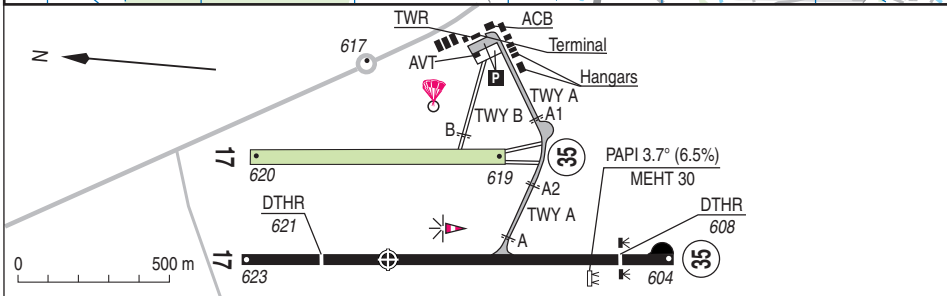 TWR
ACB
617
Terminal
N
AVT
Hangars
P
TWY A
TWY B
A1
B
17
35
PAPI 3.7° (6.5%)
MEHT 30
620
619
A2
DTHR
621
TWY A
DTHR
608
A
17
35
0
500 m
623
604